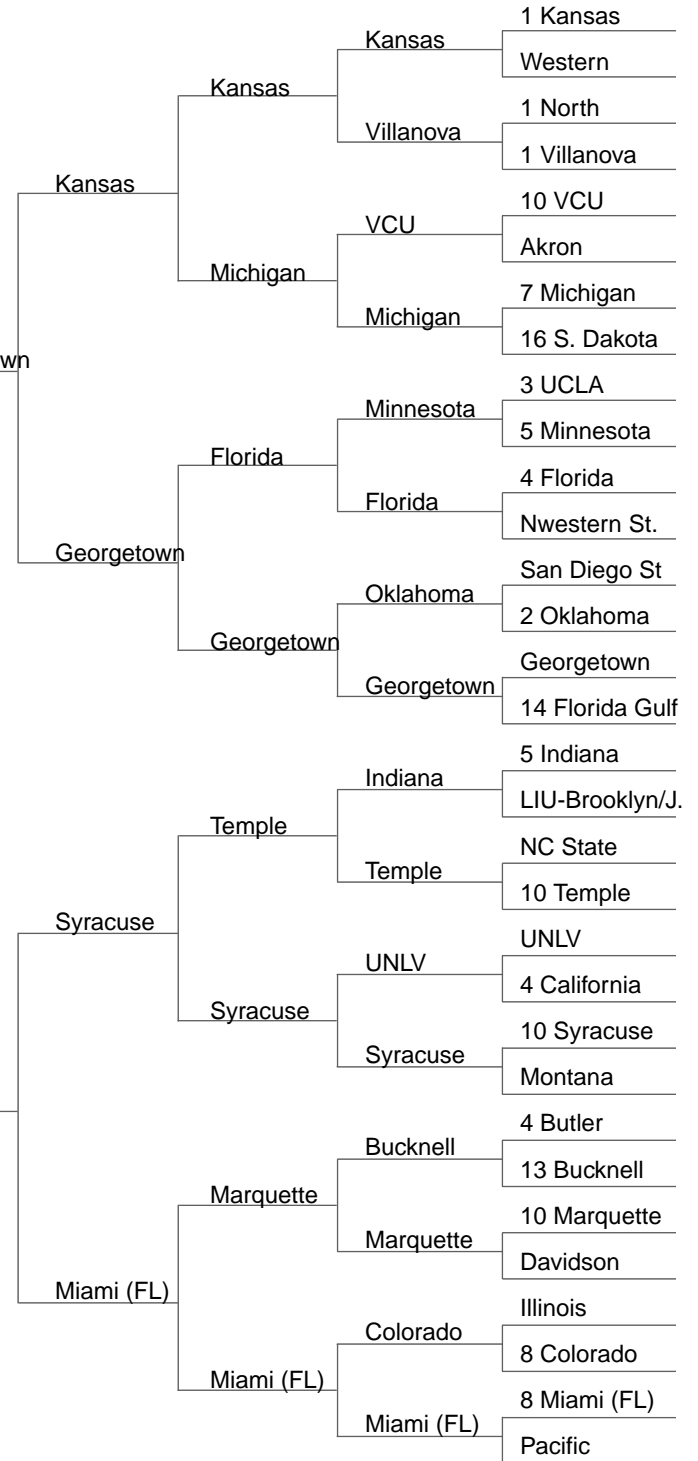 1 Kansas
Kansas
Western
Kansas
1 North
Villanova
1 Villanova
Kansas
10 VCU
VCU
Akron
Michigan
7 Michigan
Michigan
16 S. Dakota
wn
3 UCLA
Minnesota
5 Minnesota
Florida
4 Florida
Florida
Nwestern St.
Georgetown
San Diego St
Oklahoma
2 Oklahoma
Georgetown
Georgetown
Georgetown
14 Florida Gulf
5 Indiana
Indiana
LIU-Brooklyn/J.
Temple
NC State
Temple
10 Temple
Syracuse
UNLV
UNLV
4 California
Syracuse
10 Syracuse
Syracuse
Montana
4 Butler
Bucknell
13 Bucknell
Marquette
10 Marquette
Marquette
Davidson
Miami (FL)
Illinois
Colorado
8 Colorado
Miami (FL)
8 Miami (FL)
Miami (FL)
Pacific